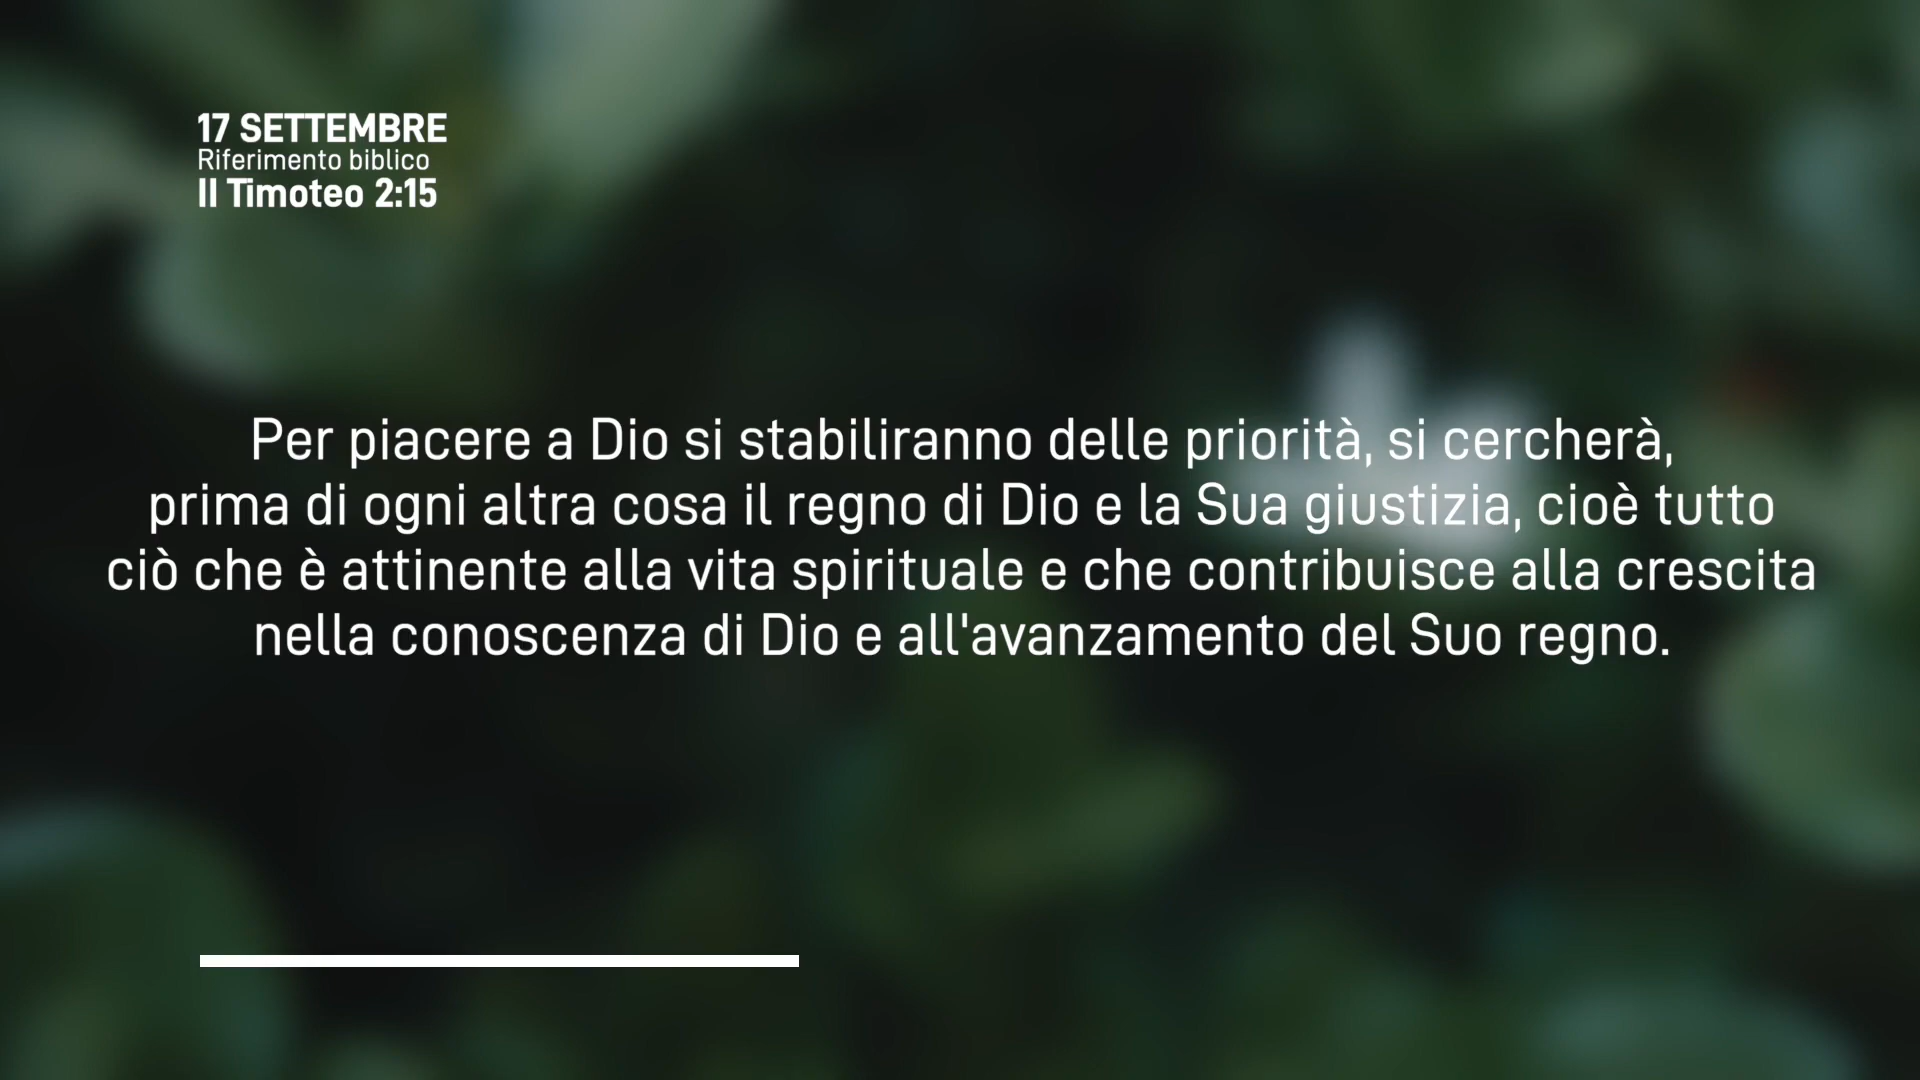 17 SETTEMBRE
Riferimento biblico
II Timoteo 2:15
Per piacere a Dio si stabiliranno delle priorità, si cercherà,
prima di ogni altra cosa il regno di Dio e la Sua giustizia, cioè tutto
ciò che è attinente alla vita spirituale e che contribuisce alla crescita
nella conoscenza di Dio e all'avanzamento del Suo regno.